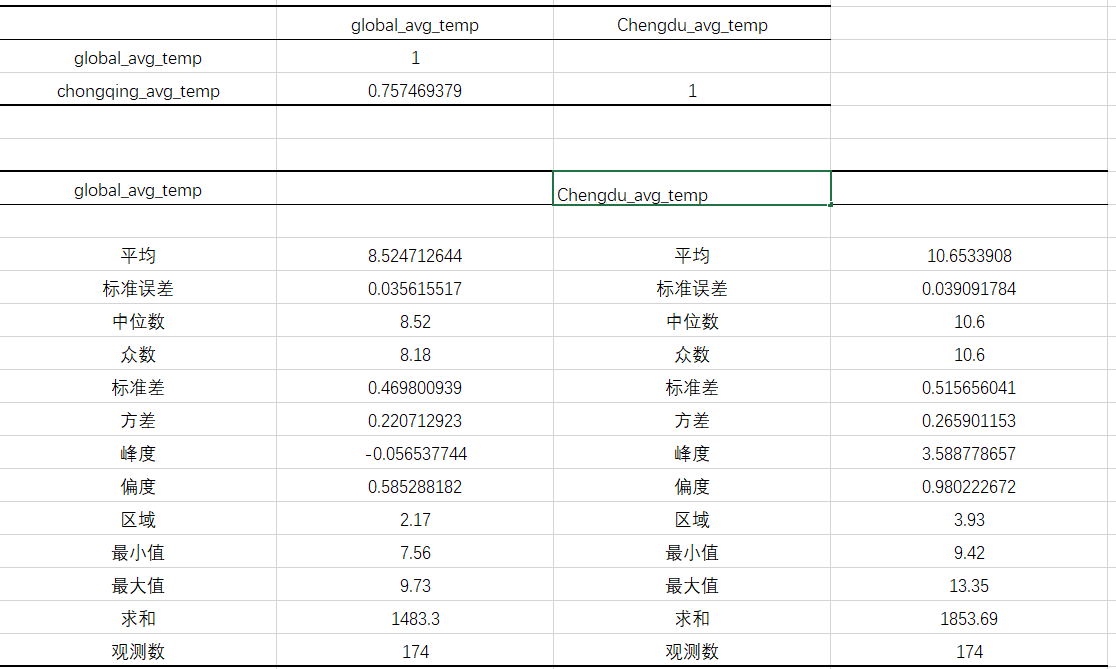 global_avg_temp Chengdu_avg_temp
global_avg_temp 1
chongqing_avg_temp 0.757469379 1
global_avg_temp Chengdu_avg_temp
平均 8.524712644 平均 10.6533908
标准误差 0.035615517 标准误差 0.039091784
中位数 8.52 中位数 10.6
众数 8.18 众数 10.6
标准差 0.469800939 标准差 0.515656041
方差 0.220712923 方差 0.265901153
峰度 -0.056537744 峰度 3.588778657
偏度 0.585288182 偏度 0.980222672
区域 2.17 区域 3.93
最小值 7.56 最小值 9.42
最大值 9.73 最大值 13.35
求和 1483.3 求和 1853.69
观测数 174 观测数 174